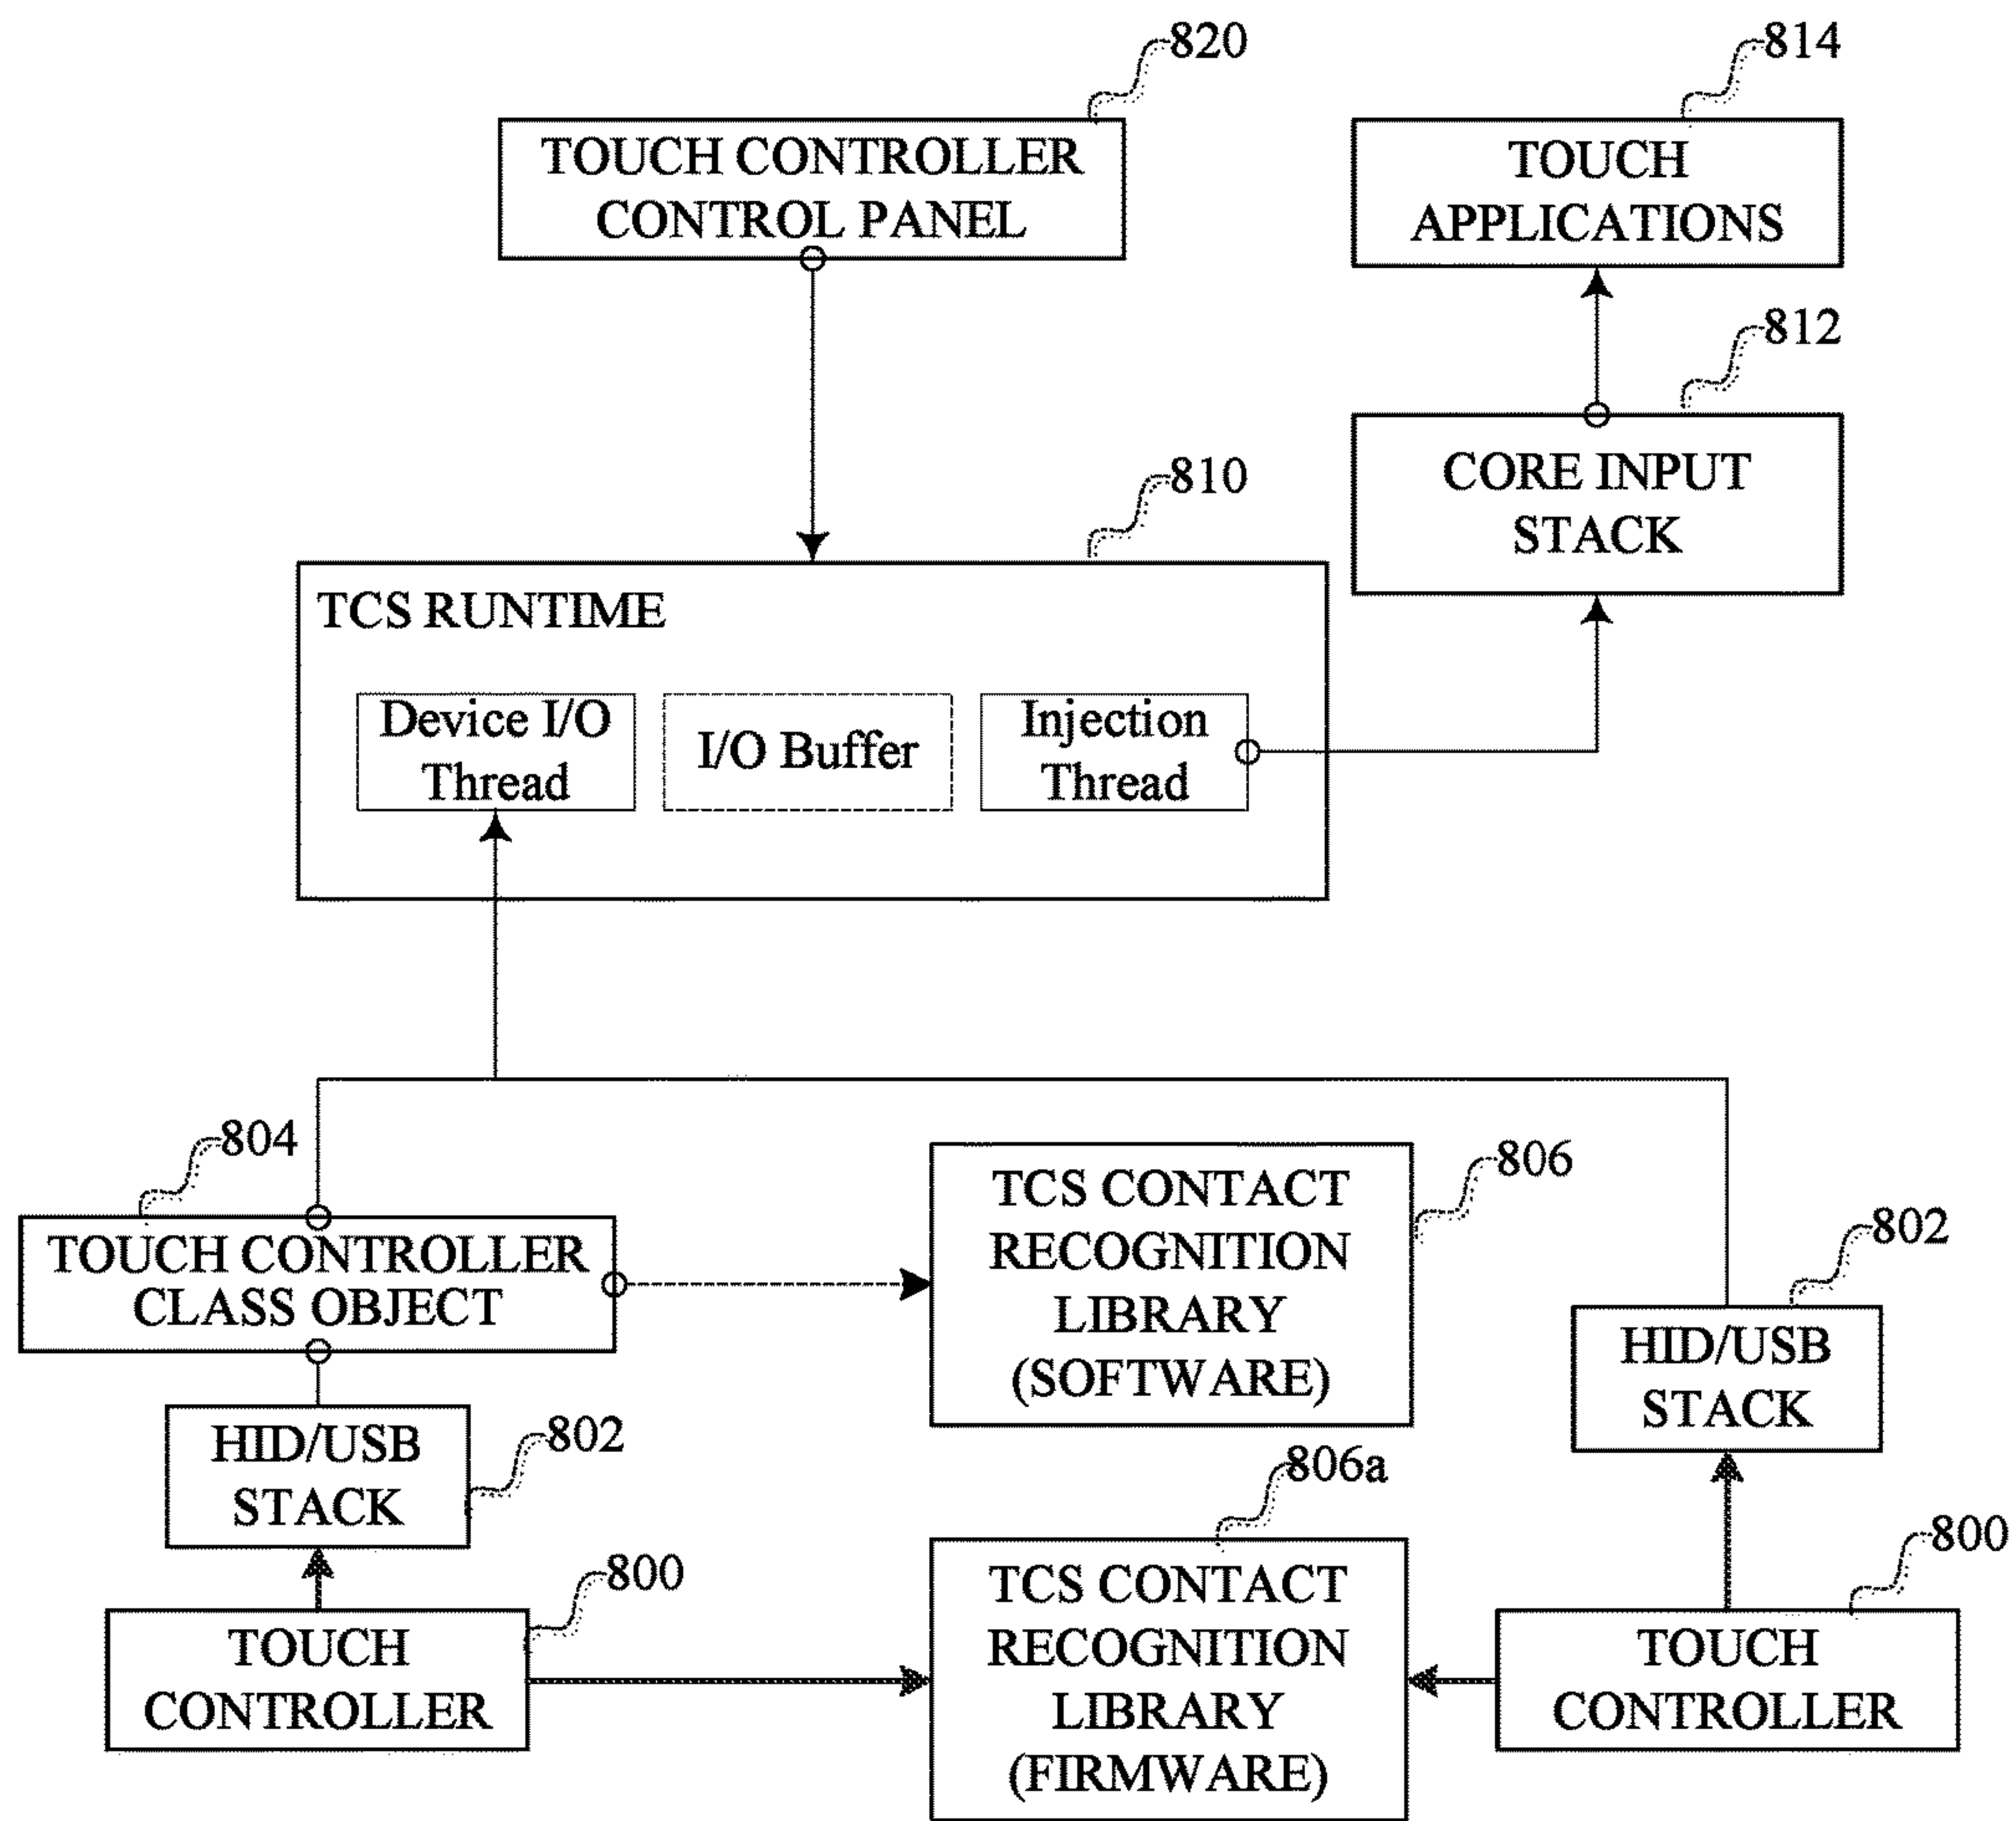 820
814
TOUCH CONTROLLER
CONTROL PANEL
TOUCH
APPLICATIONS
812
810
CORE INPUT
STACK
TCS RUNTIME
Device I/O
Thread
I/O Buffer
Injection
Thread
804
806
TCS CONTACT
RECOGNITION
LIBRARY
(SOFTWARE)
802
TOUCH CONTROLLER
CLASS OBJECT
HID/USB
STACK
HID/USB
STACK
802
806a
800
800
TCS CONTACT
RECOGNITION
LIBRARY
(FIRMWARE)
TOUCH
CONTROLLER
TOUCH
CONTROLLER